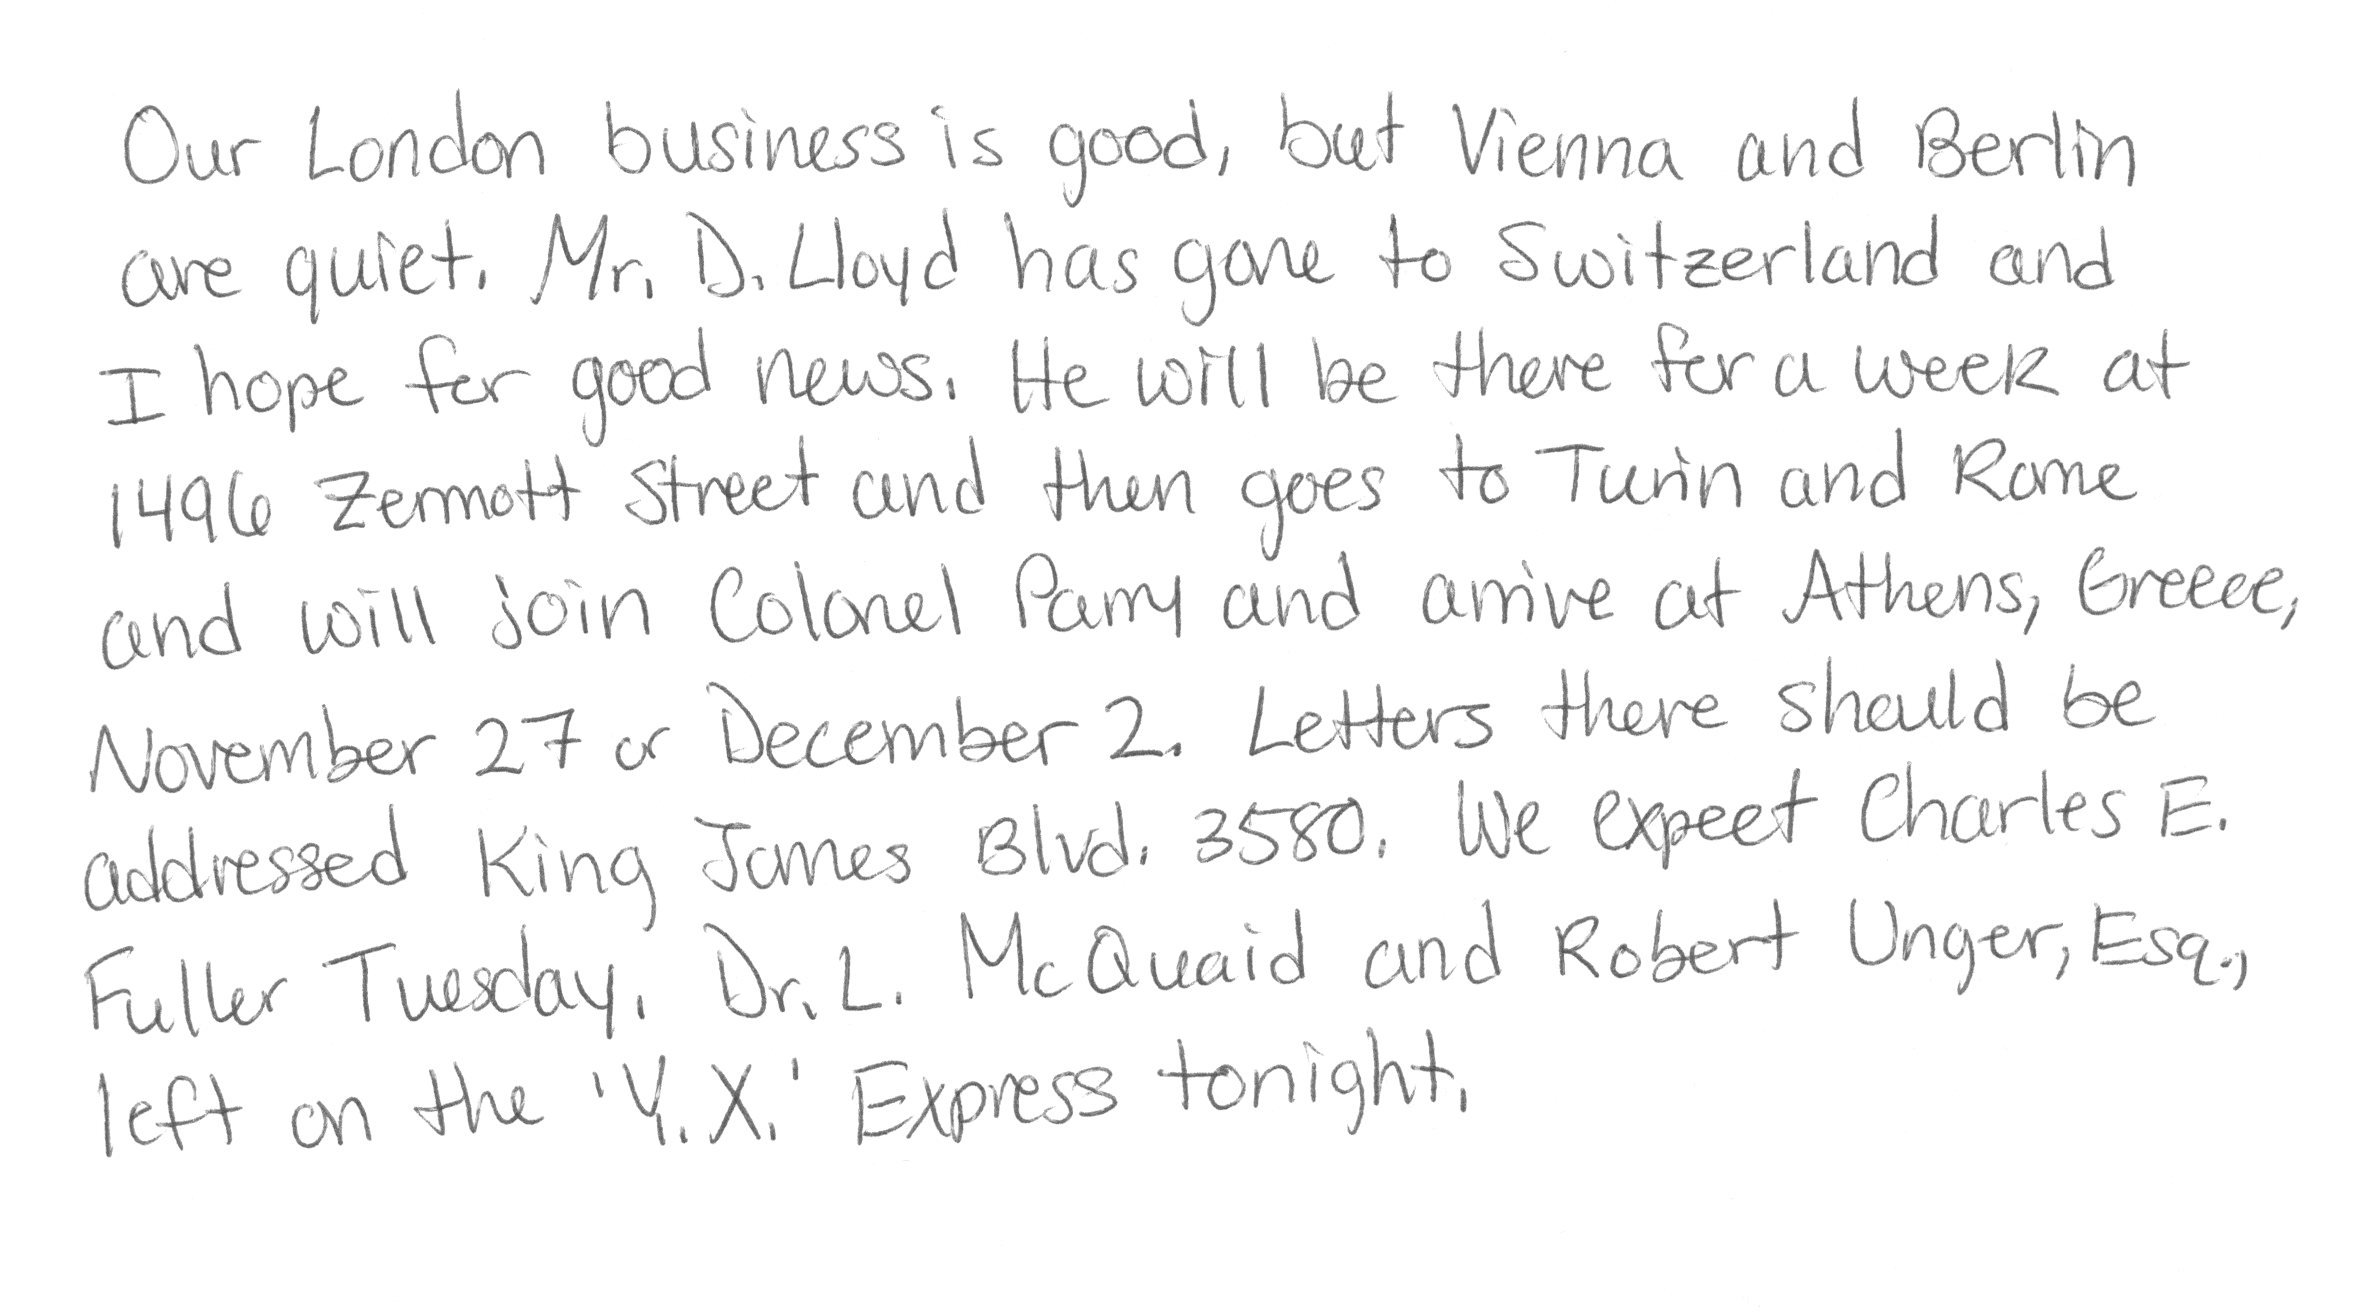 Our London business is good, but Vienna and Berlin
are quiet. Mr. D. Lloyd has gone to Switzerland and
I hope for good news. He will be there for a week at
1496 Zermott Street and then goes to Turin and Rome
and will join Colonel Parry and arrive at Athens, Greece,
November 27 or December 2. Letters there should be
addressed King James Blvd. 3580. We expect Charles E.
Fuller Tuesday. Dr. L. McQuaid and Robert Unger, Esq.,
left on the 'Y.X.' Express tonight.